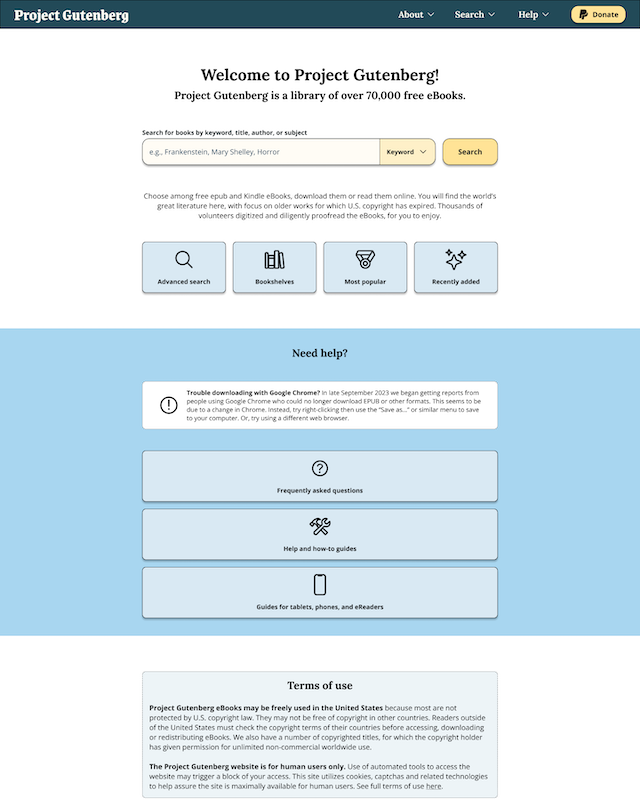 Project Gutenberg
About
Search
Help
Donate
Welcome to Project Gutenberg!
Project Gutenberg is a library of over 70,000 free eBooks.
Search for books by keyword, title, author, or subject
e.g., Frankenstein, Mary Shelley, Horror
Keyword
Search
Choose among free epub and Kindle eBooks, download them or read them online. You will find the world's
great literature here, with focus on older works for which U.S. copyright has expired. Thousands of
volunteers digitized and diligently proofread the eBooks, for you to enjoy.
Advanced search
Bookshelves
Most popular
Recently added
Need help?
Trouble downloading with Google Chrome? In late September 2023 we began getting reports from
people using Google Chrome who could no longer download EPUB or other formats. This seems to be
due to a change in Chrome. Instead, try right-clicking then use the "Save as..." or similar menu to save
to your computer. Or, try using a different web browser.
Frequently asked questions
Help and how-to guides
Guides for tablets, phones, and eReaders
Terms of use
Project Gutenberg eBooks may be freely used in the United States because most are not
protected by U.S. copyright law. They may not be free of copyright in other countries. Readers outside
of the United States must check the copyright terms of their countries before accessing, downloading
or redistributing eBooks. We also have a number of copyrighted titles, for which the copyright holder
has given permission for unlimited non-commercial worldwide use.
The Project Gutenberg website is for human users only. Use of automated tools to access the
website may trigger a block of your access. This site utilizes cookies, captchas and related technologies
to help assure the site is maximally available for human users. See full terms of use here.